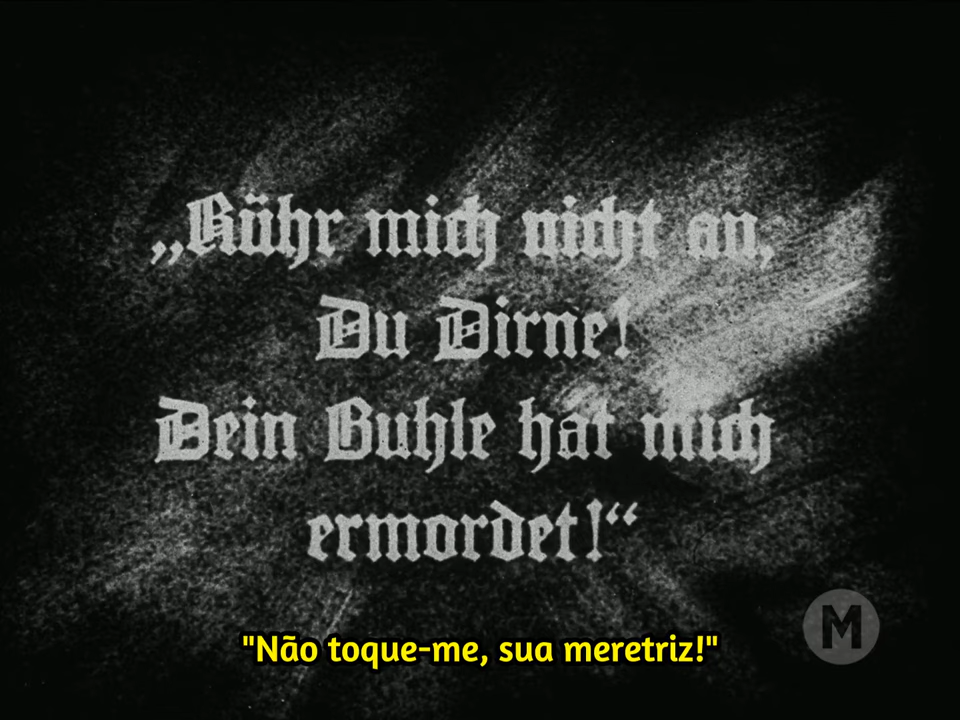 „Rühr mich nicht an,
Du Dirne!
Dein Buhle hat mich
ermordet!“
"Não toque-me, sua meretriz!"
M